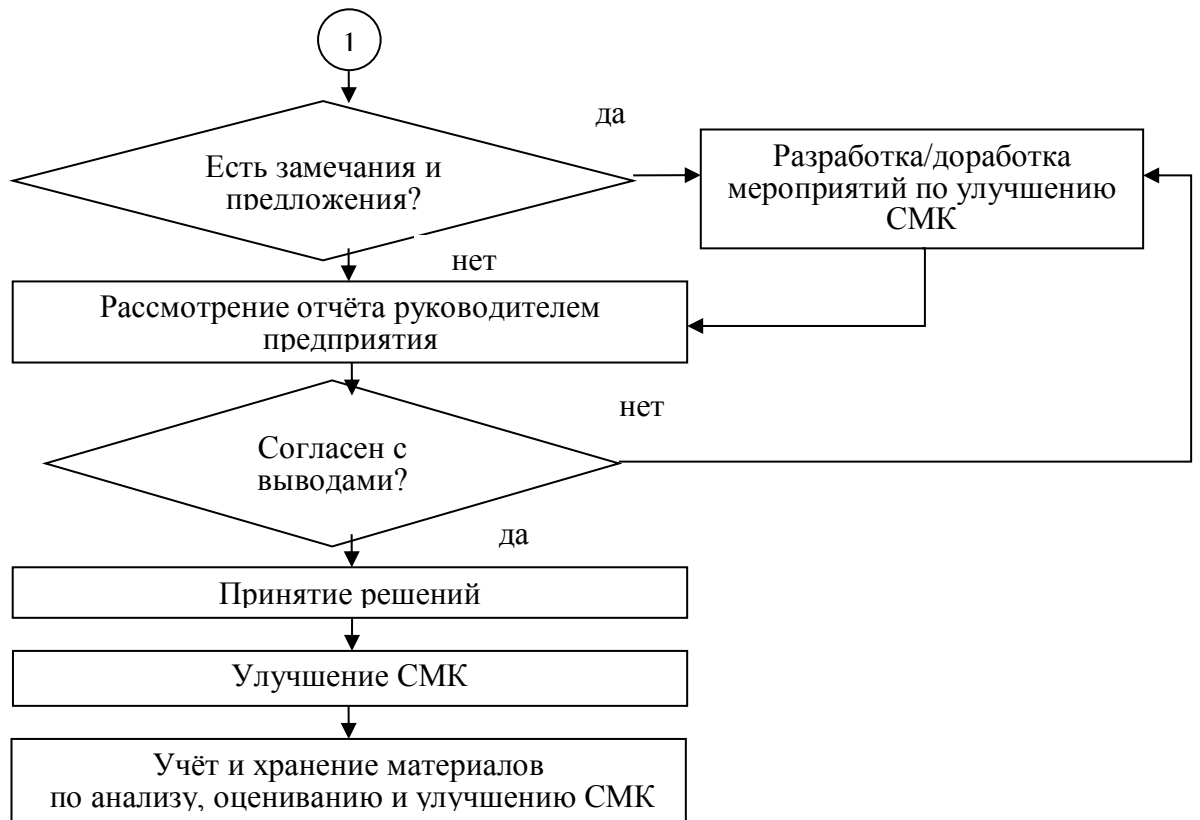 1
да
Есть замечания и
предложения?
Разработка/доработка
мероприятий по улучшению
СМК
нет
Рассмотрение отчёта руководителем
предприятия
нет
Согласен с
выводами?
да
Принятие решений
Улучшение СМК
Учёт и хранение материалов
по анализу, оцениванию и улучшению СМК